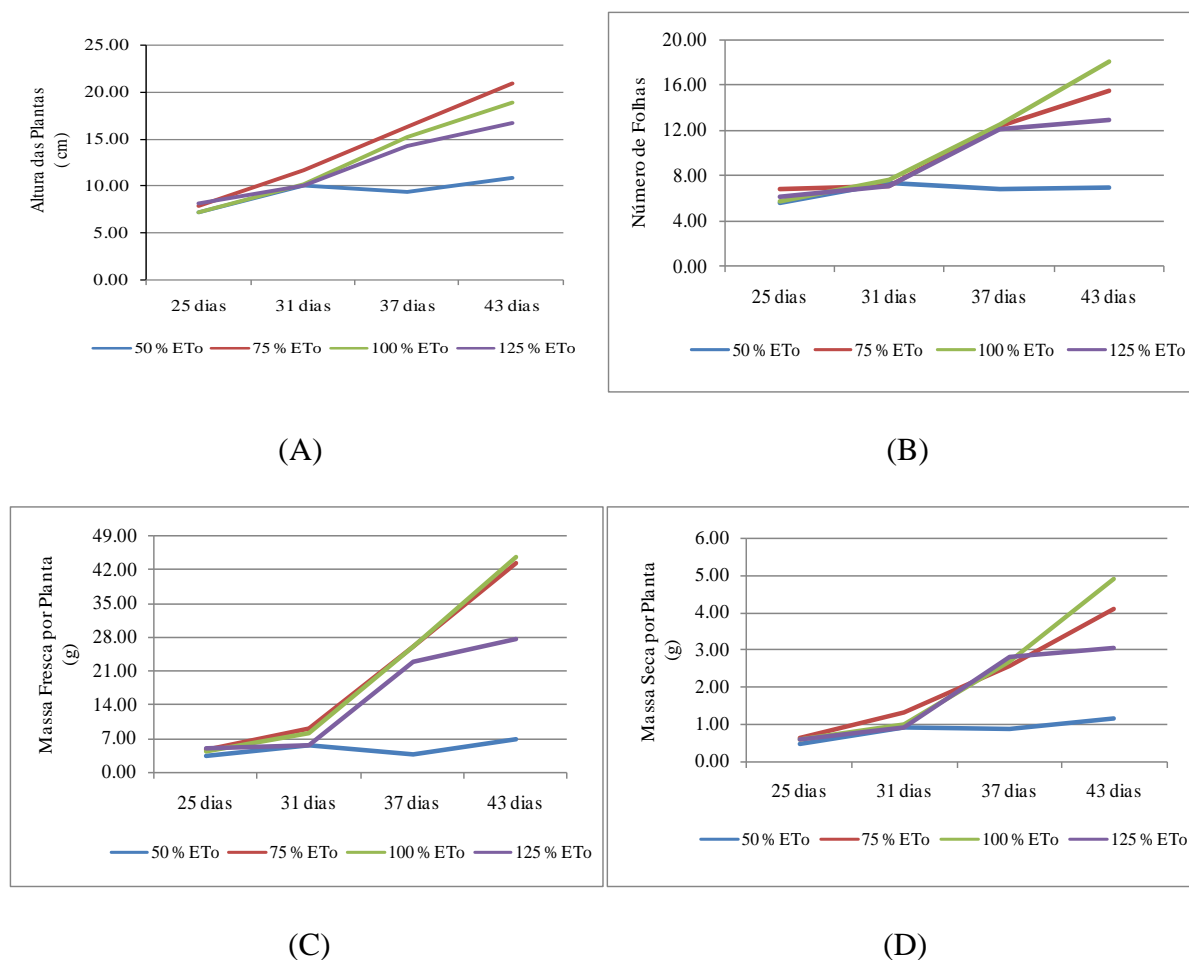 25.00
20.00
15.00
10.00
5.00
0.00
Altura das Plantas
( cm)
25 dias 31 dias 37 dias 43 dias
50 % ETo 75 % ETo 100 % ETo 125 % ETo
(A)
20.00
16.00
12.00
8.00
4.00
0.00
Número de Folhas
25 dias 31 dias 37 dias 43 dias
50 % ETo 75 % ETo 100 % ETo 125 % ETo
(B)
49.00
42.00
35.00
28.00
21.00
14.00
7.00
0.00
Massa Fresca por Planta
(g)
25 dias 31 dias 37 dias 43 dias
50 % ETo 75 % ETo 100 % ETo 125 % ETo
(C)
6.00
5.00
4.00
3.00
2.00
1.00
0.00
Massa Seca por Planta
(g)
25 dias 31 dias 37 dias 43 dias
50 % ETo 75 % ETo 100 % ETo 125 % ETo
(D)